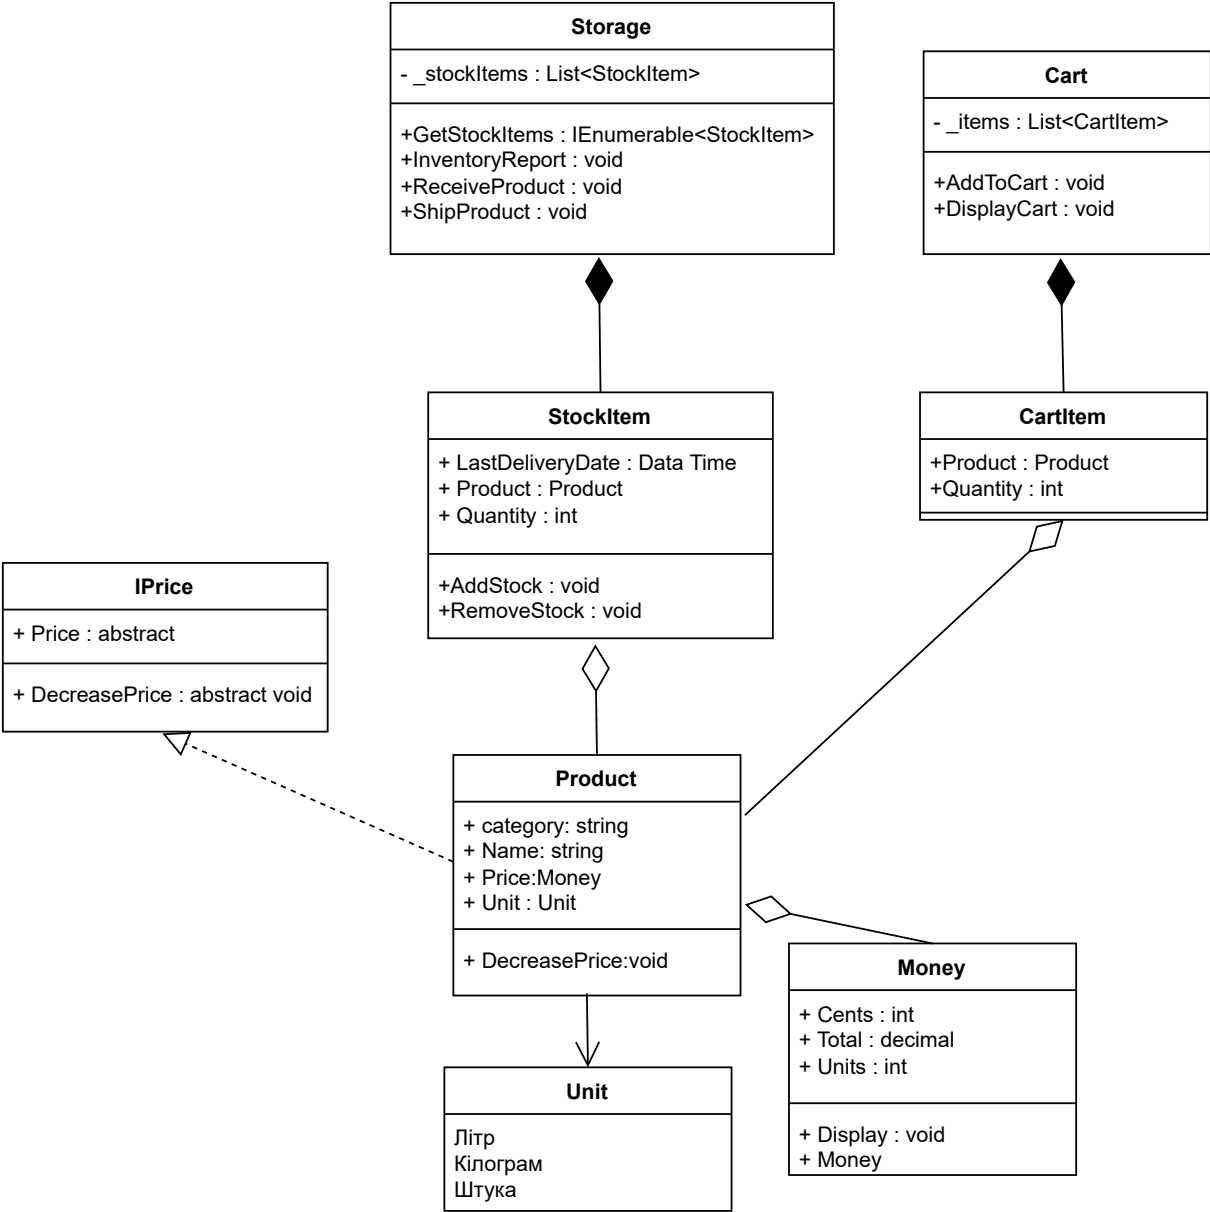 Storage
- _stockItems : List<StockItem>
+GetStockItems : IEnumerable<StockItem>
+InventoryReport : void
+ReceiveProduct : void
+ShipProduct : void
Cart
- _items : List<CartItem>
+AddToCart : void
+DisplayCart : void
StockItem
+ LastDeliveryDate : Data Time
+ Product : Product
+ Quantity : int
+AddStock : void
+RemoveStock : void
CartItem
+Product : Product
+Quantity : int
IPrice
+ Price : abstract
+ DecreasePrice : abstract void
Product
+ category: string
+ Name: string
+ Price:Money
+ Unit : Unit
+ DecreasePrice:void
Money
+ Cents : int
+ Total : decimal
+ Units : int
+ Display : void
+ Money
Unit
Літр
Кілограм
Штука